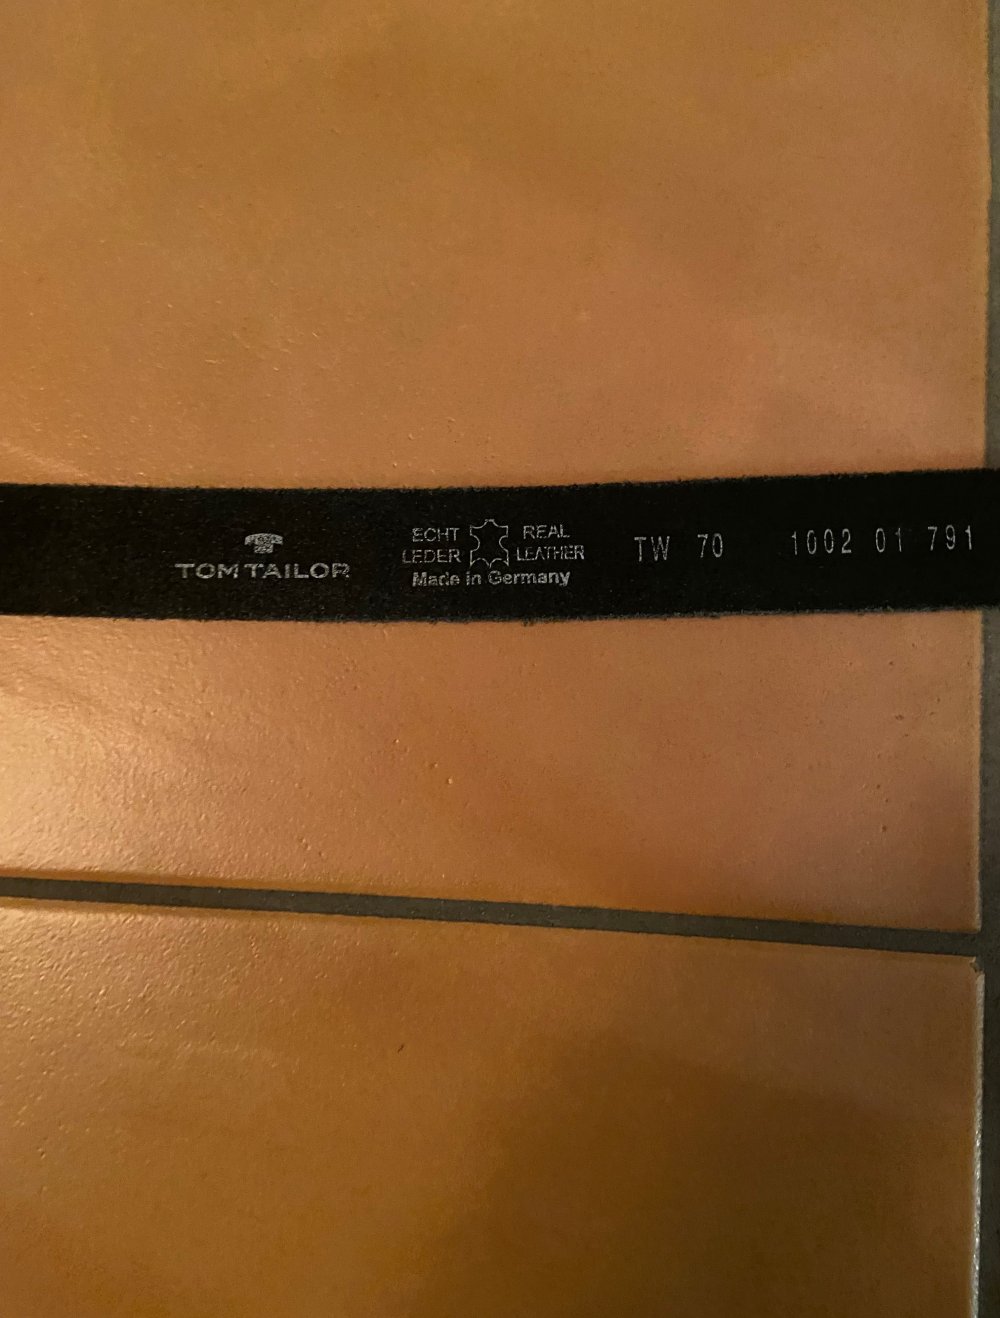 TOM TAILOR
ECHT REAL
LEDER LEATHER
Made in Germany
TW 70 1002 01 791